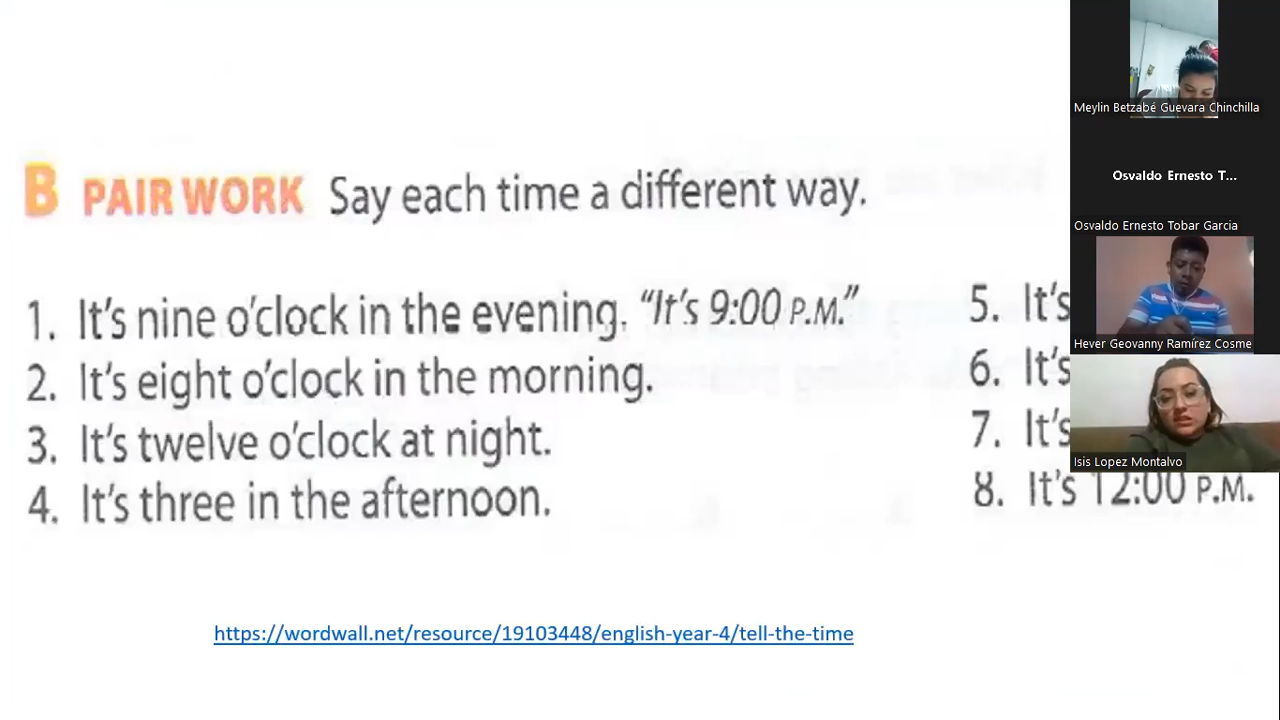 B PAIR WORK Say each time a different way.
1. It's nine o'clock in the evening. "It's 9:00 P.M."
2. It's eight o'clock in the morning.
3. It's twelve o'clock at night.
4. It's three in the afternoon.
5. It's
6. It's
7. It's
8. It's 12:00 P.M.
https://wordwall.net/resource/19103448/english-year-4/tell-the-time
Meylin Betzabé Guevara Chinchilla
Osvaldo Ernesto T...
Osvaldo Ernesto Tobar Garcia
Hever Geovanny Ramírez Cosme
Isis Lopez Montalvo